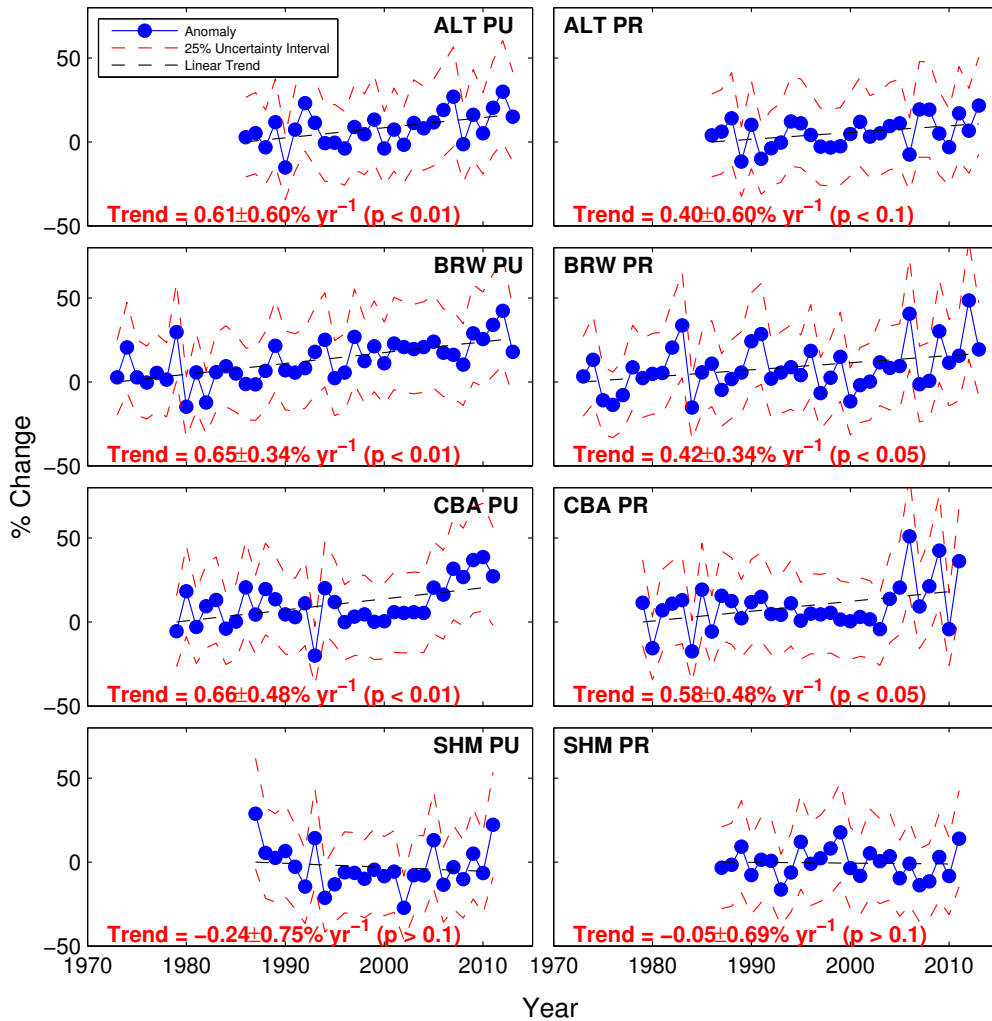 ALT PU
ALT PR
Anomaly
25% Uncertainty Interval
Linear Trend
50
0
−50
Trend = 0.61±0.60% yr⁻¹ (p < 0.01)
Trend = 0.40±0.60% yr⁻¹ (p < 0.1)
BRW PU
BRW PR
50
0
−50
Trend = 0.65±0.34% yr⁻¹ (p < 0.01)
Trend = 0.42±0.34% yr⁻¹ (p < 0.05)
% Change
CBA PU
CBA PR
50
0
−50
Trend = 0.66±0.48% yr⁻¹ (p < 0.01)
Trend = 0.58±0.48% yr⁻¹ (p < 0.05)
SHM PU
SHM PR
50
0
−50
Trend = −0.24±0.75% yr⁻¹ (p > 0.1)
Trend = −0.05±0.69% yr⁻¹ (p > 0.1)
1970 1980 1990 2000 2010 1970 1980 1990 2000 2010
Year